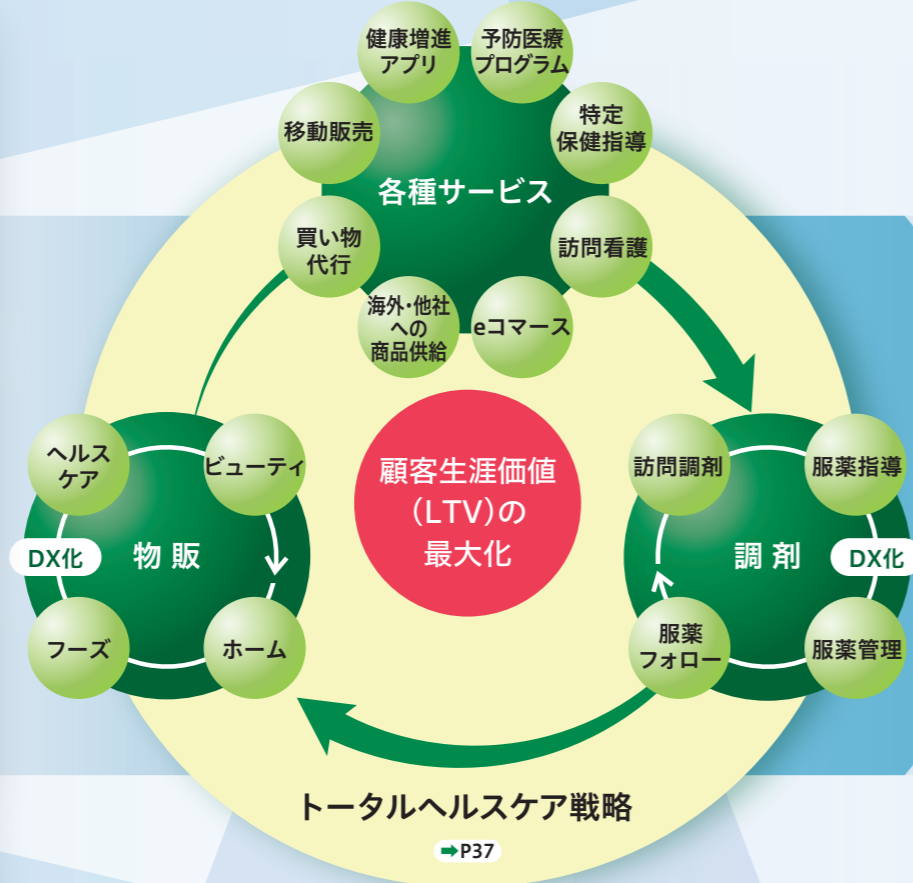 健康増進
アプリ
予防医療
プログラム
移動販売
特定
保健指導
各種サービス
買い物
代行
訪問看護
海外・他社
への
商品供給
eコマース
ヘルス
ケア
ビューティ
DX化
物販
フーズ
ホーム
顧客生涯価値
（LTV）の
最大化
訪問調剤
服薬指導
調剤
DX化
服薬
フォロー
服薬管理
トータルヘルスケア戦略
➡P37